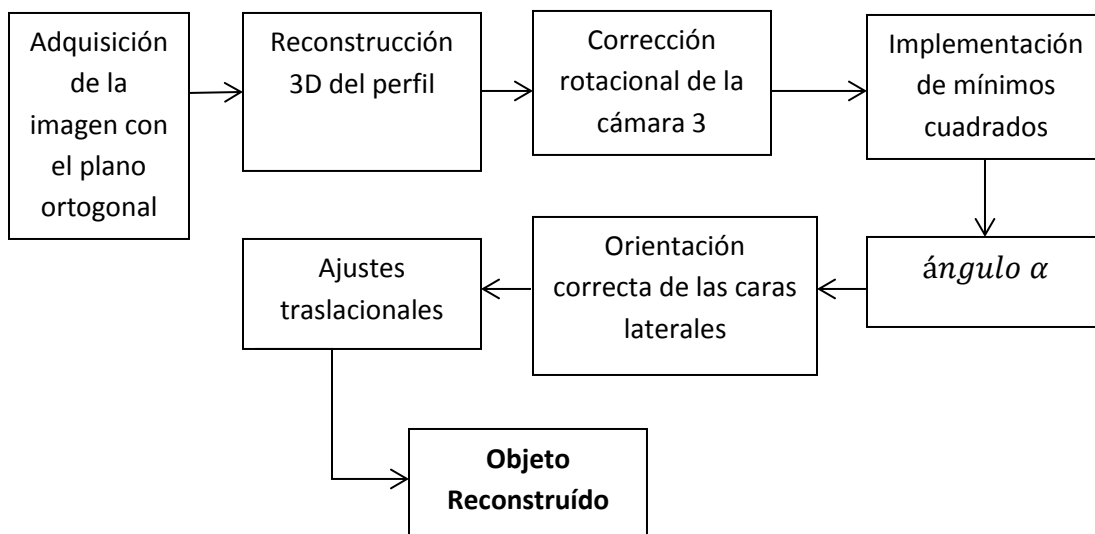 Adquisición
de la
imagen con
el plano
ortogonal
Reconstrucción
3D del perfil
Corrección
rotacional de la
cámara 3
Implementación
de mínimos
cuadrados
ángulo α
Orientación
correcta de las caras
laterales
Ajustes
traslacionales
Objeto
Reconstruído